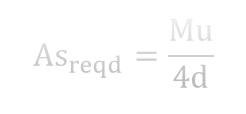 As_reqd = Mu/4d